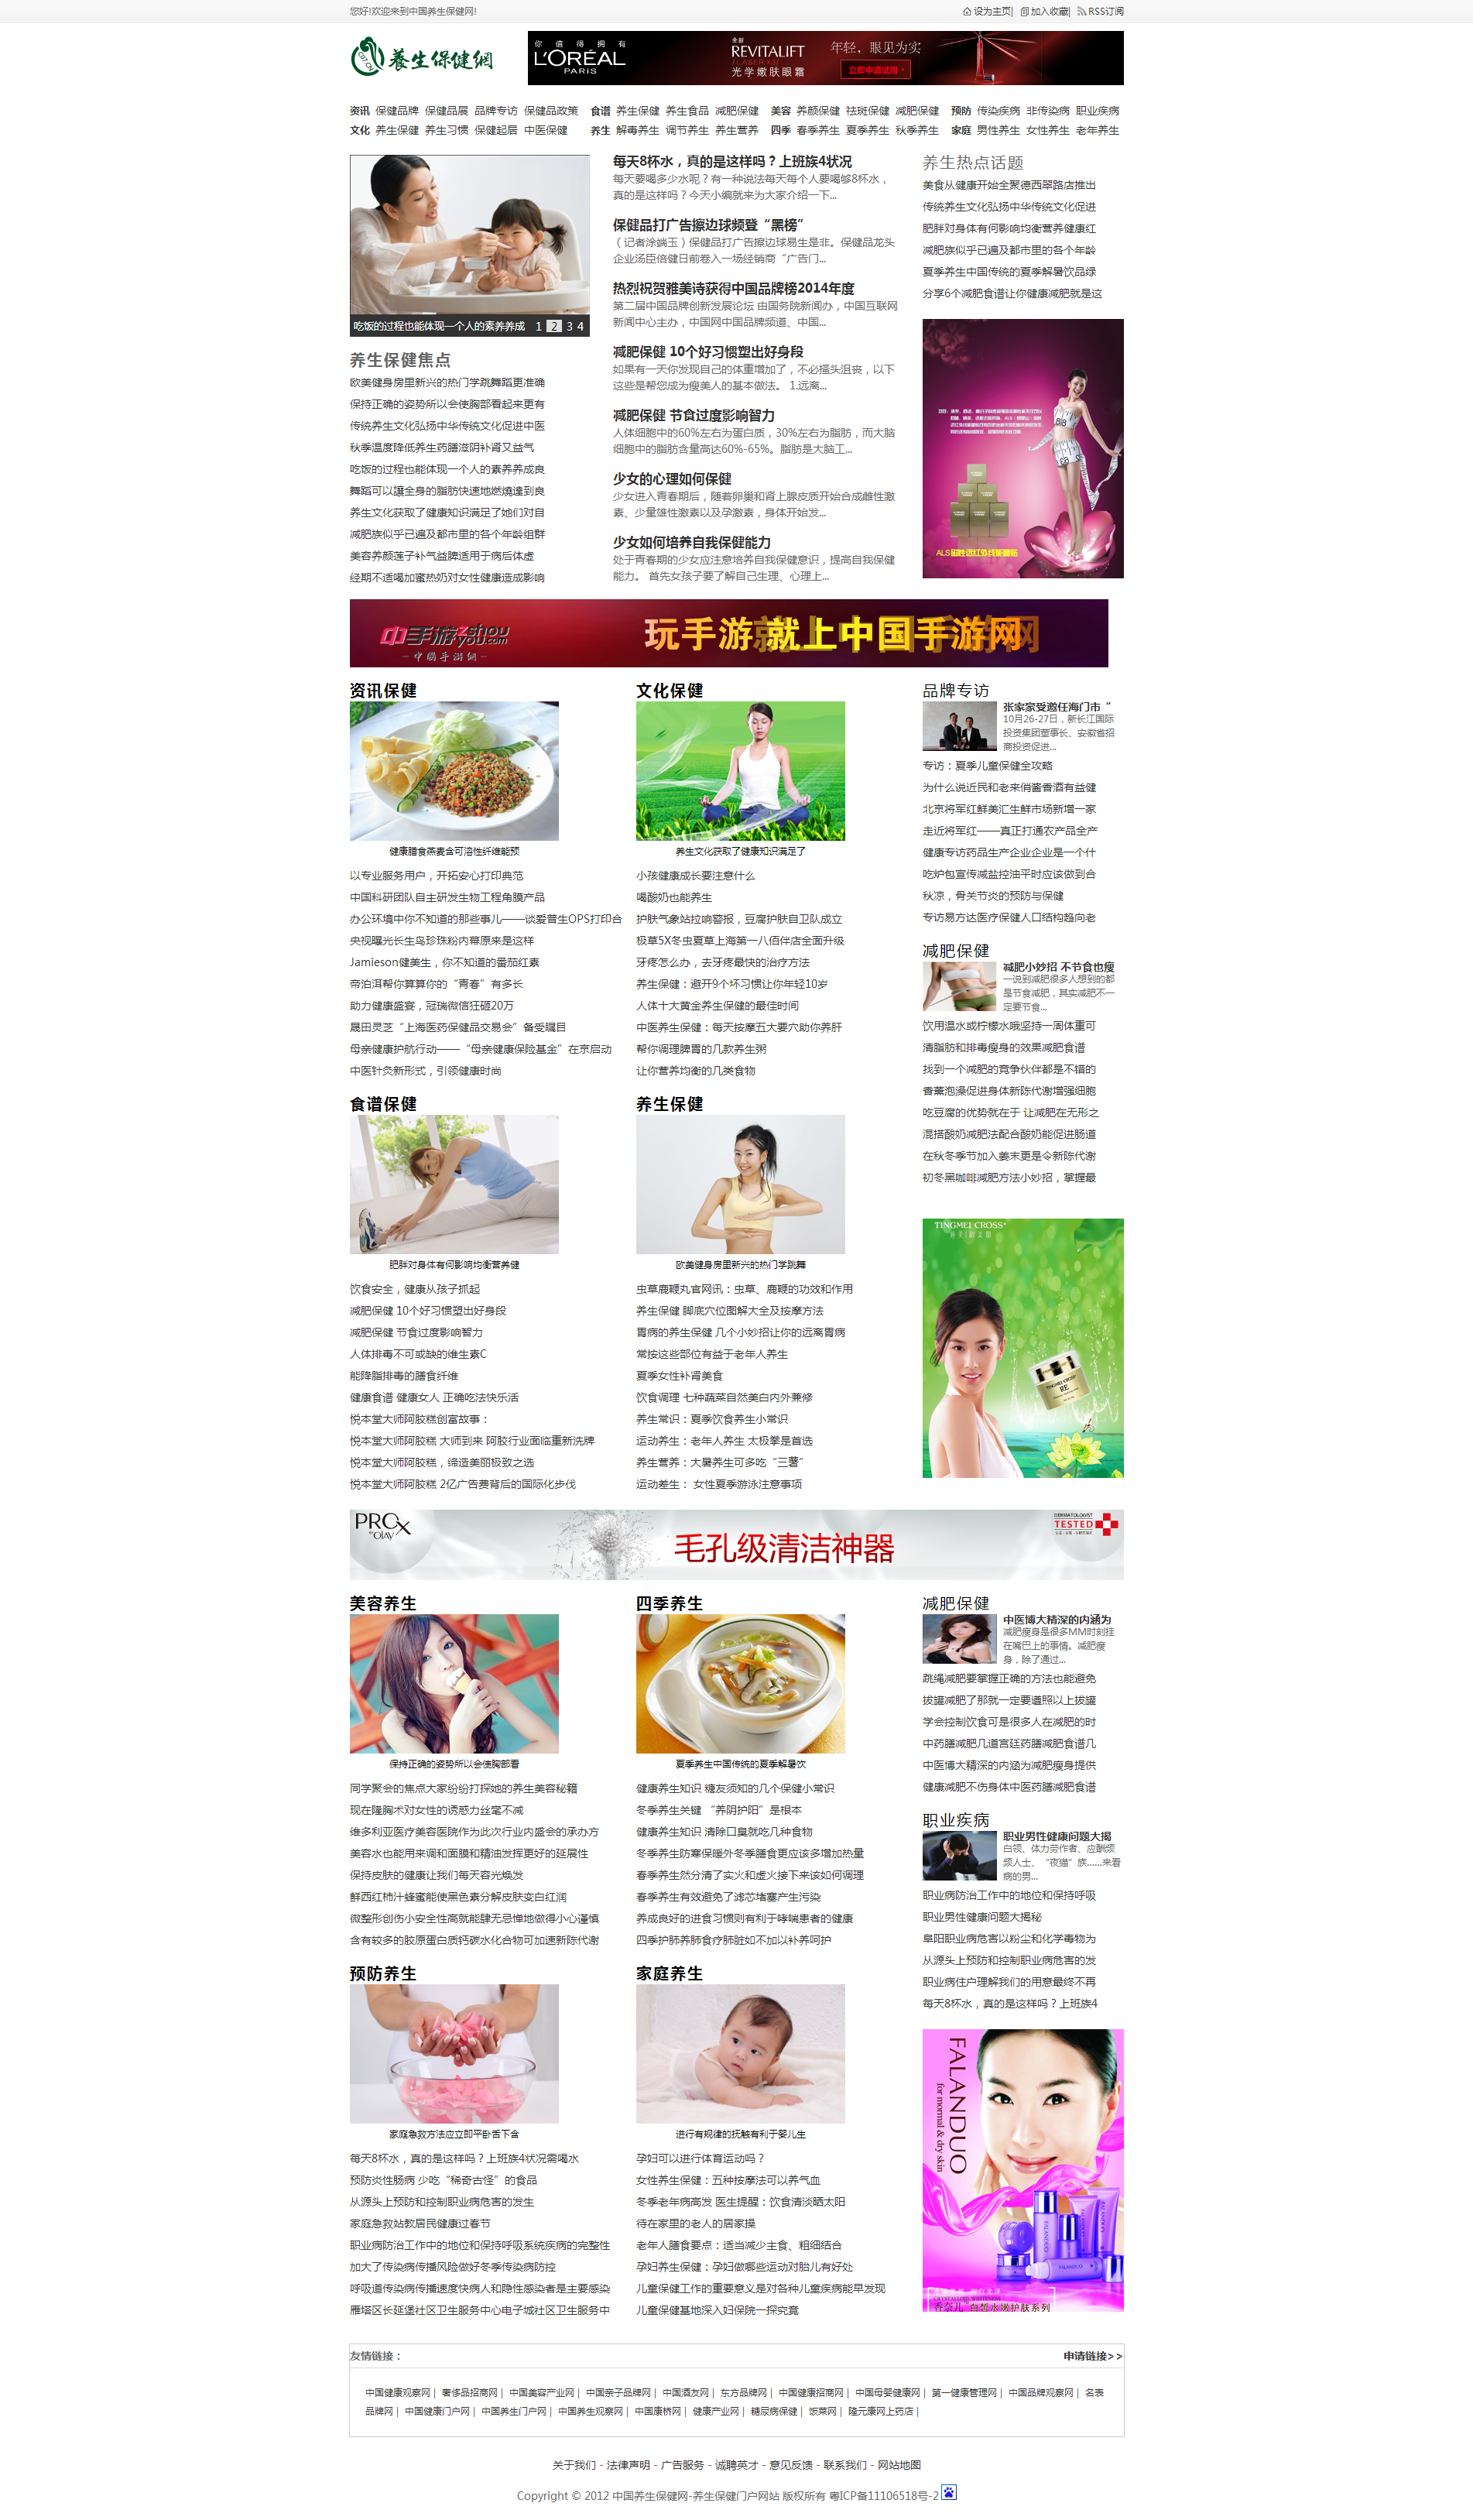 您好!欢迎来到中国养生保健网!
设为主页| 加入收藏| RSS订阅
養生保健網
你值得拥有
L'ORÉAL
PARIS
全新
REVITALIFT
LASER X3
光学嫩肤眼霜
年轻,眼见为实
立即申请试用
资讯 保健品牌 保健品展 品牌专访 保健品政策 食谱 养生保健 养生食品 减肥保健 美容 养颜保健 祛斑保健 减肥保健 预防 传染疾病 非传染病 职业疾病
文化 养生保健 养生习惯 保健起居 中医保健 养生 解毒养生 调节养生 养生营养 四季 春季养生 夏季养生 秋季养生 家庭 男性养生 女性养生 老年养生
吃饭的过程也能体现一个人的素养养成 1 2 3 4
养生保健焦点
欧美健身房里新兴的热门学跳舞蹈更准确
保持正确的姿势所以会使胸部看起来更有
传统养生文化弘扬中华传统文化促进中医
秋季温度降低养生药膳滋阴补肾又益气
吃饭的过程也能体现一个人的素养养成良
舞蹈可以讓全身的脂肪快速地燃燒達到良
养生文化获取了健康知识满足了她们对自
减肥族似乎已遍及都市里的各个年龄组群
美容养颜莲子补气益脾适用于病后体虚
经期不适喝加蜜热奶对女性健康造成影响
每天8杯水,真的是这样吗?上班族4状况
每天要喝多少水呢?有一种说法每天每个人要喝够8杯水,
真的是这样吗?今天小编就来为大家介绍一下...
保健品打广告擦边球频登“黑榜”
(记者涂端玉)保健品打广告擦边球易生是非。保健品龙头
企业汤臣倍健日前卷入一场经销商“广告门...
热烈祝贺雅美诗获得中国品牌榜2014年度
第二届中国品牌创新发展论坛 由国务院新闻办,中国互联网
新闻中心主办,中国网中国品牌频道、中国...
减肥保健 10个好习惯塑出好身段
如果有一天你发现自己的体重增加了,不必搔头沮丧,以下
这些是帮您成为瘦美人的基本做法。 1.远离...
减肥保健 节食过度影响智力
人体细胞中的60%左右为蛋白质,30%左右为脂肪,而大脑
细胞中的脂肪含量高达60%-65%。脂肪是大脑工...
少女的心理如何保健
少女进入青春期后,随着卵巢和肾上腺皮质开始合成雌性激
素、少量雄性激素以及孕激素,身体开始发...
少女如何培养自我保健能力
处于青春期的少女应注意培养自我保健意识,提高自我保健
能力。 首先女孩子要了解自己生理、心理上...
养生热点话题
美食从健康开始全聚德西翠路店推出
传统养生文化弘扬中华传统文化促进
肥胖对身体有何影响均衡营养健康红
减肥族似乎已遍及都市里的各个年龄
夏季养生中国传统的夏季解暑饮品绿
分享6个减肥食谱让你健康减肥就是这
中手游zshouyou.com
中國手游網
玩手游 就上中国手游网
资讯保健
健康膳食燕麦含可溶性纤维能预
以专业服务用户,开拓安心打印典范
中国科研团队自主研发生物工程角膜产品
办公环境中你不知道的那些事儿——谈爱普生OPS打印合
央视曝光长生鸟珍珠粉内幕原来是这样
Jamieson健美生,你不知道的番茄红素
帝泊洱帮你算算你的“青春”有多长
助力健康盛宴,冠瑞微信狂砸20万
晟田灵芝“上海医药保健品交易会”备受瞩目
母亲健康护航行动——“母亲健康保险基金”在京启动
中医针灸新形式,引领健康时尚
文化保健
养生文化获取了健康知识满足了
小孩健康成长要注意什么
喝酸奶也能养生
护肤气象站拉响警报,豆腐护肤自卫队成立
极草5X冬虫夏草上海第一八佰伴店全面升级
牙疼怎么办,去牙疼最快的治疗方法
养生保健:避开9个坏习惯让你年轻10岁
人体十大黄金养生保健的最佳时间
中医养生保健:每天按摩五大要穴助你养肝
帮你调理脾胃的几款养生粥
让你营养均衡的几类食物
品牌专访
张家家受邀任海门市“
10月26-27日,新长江国际
投资集团董事长、安徽省招
商投资促进...
专访:夏季儿童保健全攻略
为什么说近民和老来俏酱香酒有益健
北京将军红鲜美汇生鲜市场新增一家
走近将军红——真正打通农产品全产
健康专访药品生产企业企业是一个什
吃炉包宣传减盐控油平时应该做到合
秋凉,骨关节炎的预防与保健
专访易方达医疗保健人口结构趋向老
减肥保健
减肥小妙招 不节食也瘦
一说到减肥很多人想到的都
是节食减肥,其实减肥不一
定要节食...
饮用温水或柠檬水哦坚持一周体重可
清脂肪和排毒瘦身的效果减肥食谱
找到一个减肥的竞争伙伴都是不错的
香薰泡澡促进身体新陈代谢增强细胞
吃豆腐的优势就在于 让减肥在无形之
混搭酸奶减肥法配合酸奶能促进肠道
在秋冬季节加入姜末更是令新陈代谢
初冬黑咖啡减肥方法小妙招,掌握最
食谱保健
肥胖对身体有何影响均衡营养健
饮食安全,健康从孩子抓起
减肥保健 10个好习惯塑出好身段
减肥保健 节食过度影响智力
人体排毒不可或缺的维生素C
能降脂排毒的膳食纤维
健康食谱 健康女人 正确吃法快乐活
悦本堂大师阿胶糕创富故事:
悦本堂大师阿胶糕 大师到来 阿胶行业面临重新洗牌
悦本堂大师阿胶糕,缔造美丽极致之选
悦本堂大师阿胶糕 2亿广告费背后的国际化步伐
养生保健
欧美健身房里新兴的热门学跳舞
虫草鹿鞭丸官网讯:虫草、鹿鞭的功效和作用
养生保健 脚底穴位图解大全及按摩方法
胃病的养生保健 几个小妙招让你的远离胃病
常按这些部位有益于老年人养生
夏季女性补肾美食
饮食调理 七种蔬菜自然美白内外兼修
养生常识:夏季饮食养生小常识
运动养生:老年人养生 太极拳是首选
养生营养:大暑养生可多吃“三薯”
运动差生: 女性夏季游泳注意事项
TINGMEI CROSS
TINGMEI CROSS
RE
PROX
by OLAY
毛孔级清洁神器
DERMATOLOGIST
TESTED
美容养生
保持正确的姿势所以会使胸部看
同学聚会的焦点大家纷纷打探她的养生美容秘籍
现在隆胸术对女性的诱惑力丝毫不减
维多利亚医疗美容医院作为此次行业内盛会的承办方
美容水也能用来调和面膜和精油发挥更好的延展性
保持皮肤的健康让我们每天容光焕发
鲜西红柿汁蜂蜜能使黑色素分解皮肤变白红润
微整形创伤小安全性高就能肆无忌惮地做得小心谨慎
含有较多的胶原蛋白质钙碳水化合物可加速新陈代谢
四季养生
夏季养生中国传统的夏季解暑饮
健康养生知识 糖友须知的几个保健小常识
冬季养生关键 “养阴护阳”是根本
健康养生知识 清除口臭就吃几种食物
冬季养生防寒保暖外冬季膳食更应该多增加热量
春季养生然分清了实火和虚火接下来该如何调理
春季养生有效避免了滤芯堵塞产生污染
养成良好的进食习惯则有利于哮喘患者的健康
四季护肺养肺食疗肺脏如不加以补养呵护
减肥保健
中医博大精深的内涵为
减肥瘦身是很多MM时刻挂
在嘴巴上的事情。减肥瘦
身,除了通过...
跳绳减肥要掌握正确的方法也能避免
拔罐减肥了那就一定要遵照以上拔罐
学会控制饮食可是很多人在减肥的时
中药膳减肥几道宫廷药膳减肥食谱几
中医博大精深的内涵为减肥瘦身提供
健康减肥不伤身体中医药膳减肥食谱
职业疾病
职业男性健康问题大揭
白领、体力劳作者、应酬频
频人士、“夜猫”族......来看
病的男...
职业病防治工作中的地位和保持呼吸
职业男性健康问题大揭秘
阜阳职业病危害以粉尘和化学毒物为
从源头上预防和控制职业病危害的发
职业病住户理解我们的用意最终不再
每天8杯水,真的是这样吗?上班族4
预防养生
家庭急救方法应立即平卧舌下含
每天8杯水,真的是这样吗?上班族4状况需喝水
预防炎性肠病 少吃“稀奇古怪”的食品
从源头上预防和控制职业病危害的发生
家庭急救站教居民健康过春节
职业病防治工作中的地位和保持呼吸系统疾病的完整性
加大了传染病传播风险做好冬季传染病防控
呼吸道传染病传播速度快病人和隐性感染者是主要感染
雁塔区长延堡社区卫生服务中心电子城社区卫生服务中
家庭养生
进行有规律的抚触有利于婴儿生
孕妇可以进行体育运动吗?
女性养生保健:五种按摩法可以养气血
冬季老年病高发 医生提醒:饮食清淡晒太阳
待在家里的老人的居家操
老年人膳食要点:适当减少主食、粗细结合
孕妇养生保健:孕妇做哪些运动对胎儿有好处
儿童保健工作的重要意义是对各种儿童疾病能早发现
儿童保健基地深入妇保院一探究竟
FALANDUO
for normal & dry skin
香奈儿 白皙水嫩护肤系列
友情链接:
申请链接>>
中国健康观察网 | 奢侈品招商网 | 中国美容产业网 | 中国亲子品牌网 | 中国酒友网 | 东方品牌网 | 中国健康招商网 | 中国母婴健康网 | 第一健康管理网 | 中国品牌观察网 | 名表
品牌网 | 中国健康门户网 | 中国养生门户网 | 中国养生观察网 | 中国康桥网 | 健康产业网 | 糖尿病保健 | 饭菜网 | 隆元康网上药店 |
关于我们 - 法律声明 - 广告服务 - 诚聘英才 - 意见反馈 - 联系我们 - 网站地图
Copyright © 2012 中国养生保健网-养生保健门户网站 版权所有 粤ICP备11106518号-2